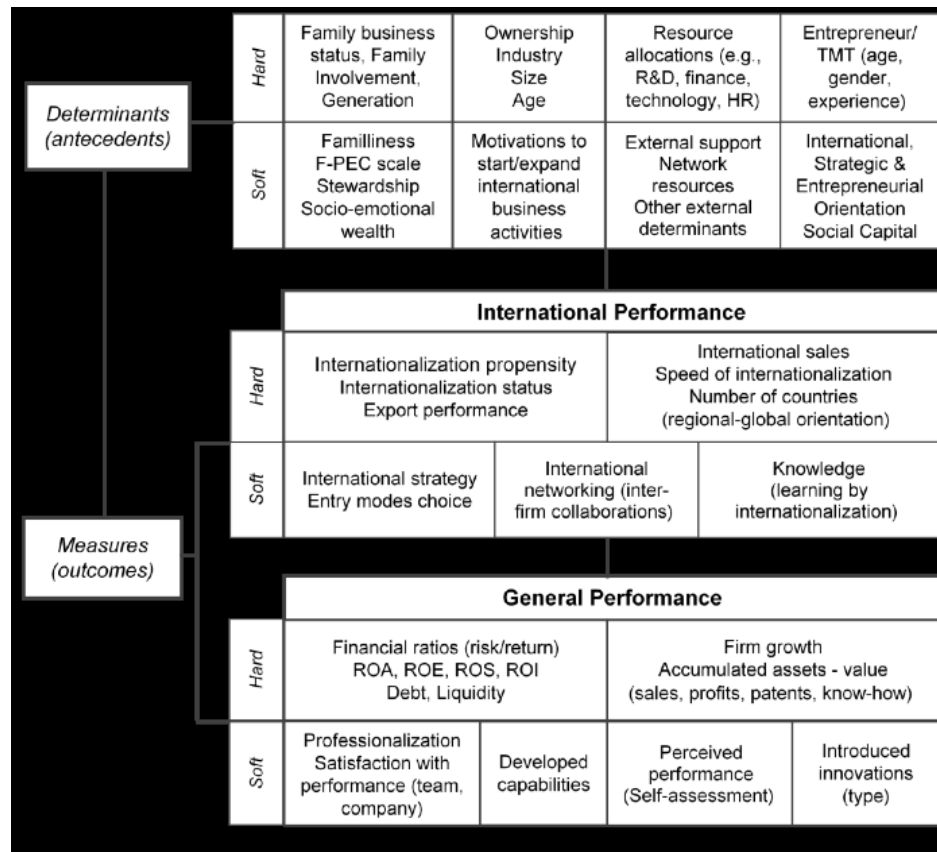 Determinants
(antecedents)
Hard
Family business
status, Family
Involvement,
Generation
Ownership
Industry
Size
Age
Resource
allocations (e.g.,
R&D, finance,
technology, HR)
Entrepreneur/
TMT (age,
gender,
experience)
Soft
Familliness
F-PEC scale
Stewardship
Socio-emotional
wealth
Motivations to
start/expand
international
business
activities
External support
Network
resources
Other external
determinants
International,
Strategic &
Entrepreneurial
Orientation
Social Capital
Measures
(outcomes)
International Performance
Hard
Internationalization propensity
Internationalization status
Export performance
International sales
Speed of internationalization
Number of countries
(regional-global orientation)
Soft
International strategy
Entry modes choice
International
networking (inter-
firm collaborations)
Knowledge
(learning by
internationalization)
General Performance
Hard
Financial ratios (risk/return)
ROA, ROE, ROS, ROI
Debt, Liquidity
Firm growth
Accumulated assets - value
(sales, profits, patents, know-how)
Soft
Professionalization
Satisfaction with
performance (team,
company)
Developed
capabilities
Perceived
performance
(Self-assessment)
Introduced
innovations
(type)